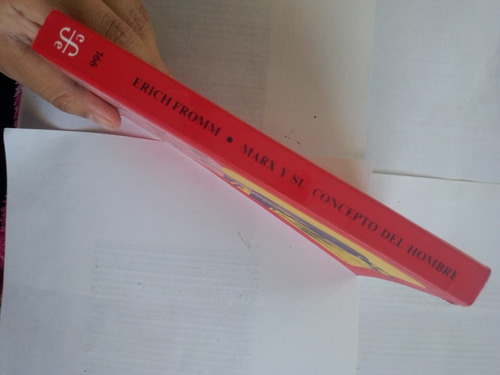 166
ERICH FROMM • MARX Y SU CONCEPTO DEL HOMBRE